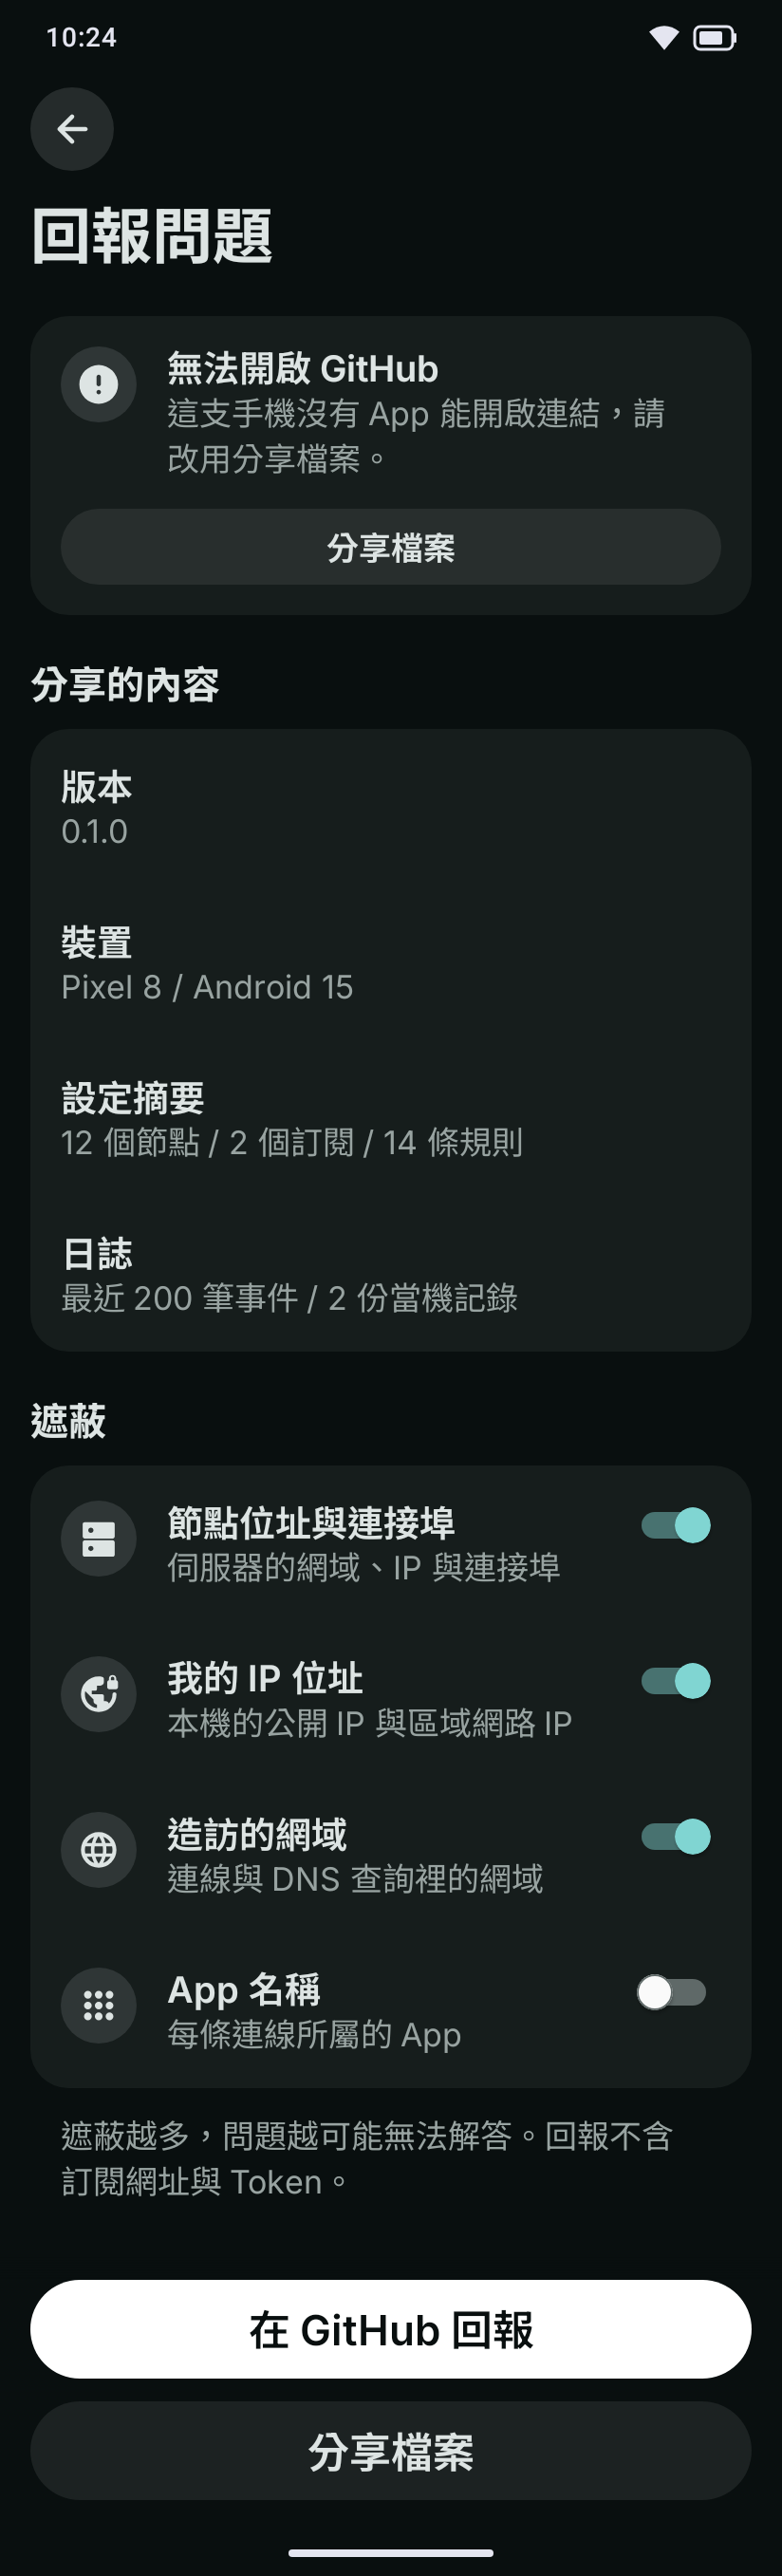 10:24
回報問題
無法開啟 GitHub
這支手機沒有 App 能開啟連結，請
改用分享檔案。
分享檔案
分享的內容
版本
0.1.0
裝置
Pixel 8 / Android 15
設定摘要
12 個節點 / 2 個訂閱 / 14 條規則
日誌
最近 200 筆事件 / 2 份當機記錄
遮蔽
節點位址與連接埠
伺服器的網域、IP 與連接埠
我的 IP 位址
本機的公開 IP 與區域網路 IP
造訪的網域
連線與 DNS 查詢裡的網域
App 名稱
每條連線所屬的 App
遮蔽越多，問題越可能無法解答。回報不含
訂閱網址與 Token。
在 GitHub 回報
分享檔案